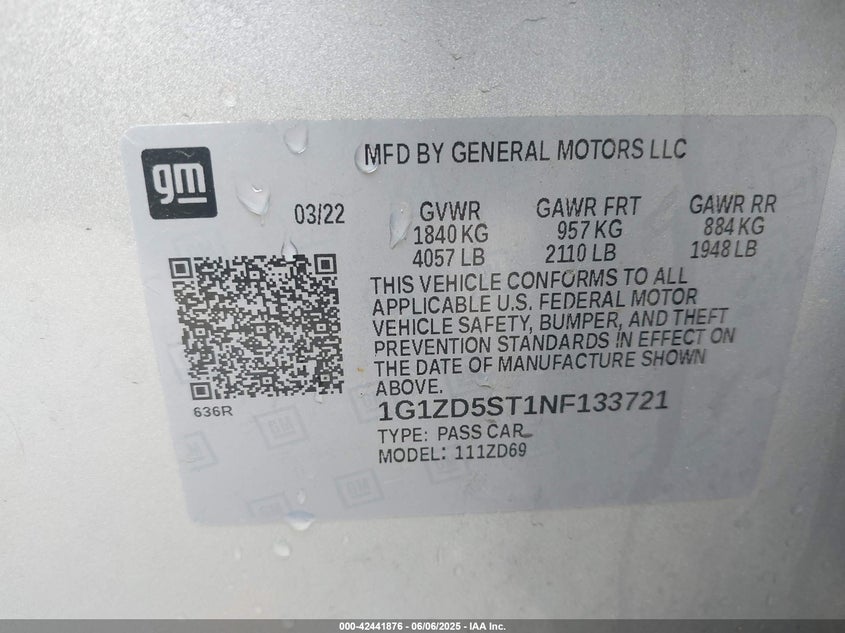 gm
MFD BY GENERAL MOTORS LLC
03/22
GVWR GAWR FRT GAWR RR
1840 KG 957 KG 884 KG
4057 LB 2110 LB 1948 LB
THIS VEHICLE CONFORMS TO ALL
APPLICABLE U.S. FEDERAL MOTOR
VEHICLE SAFETY, BUMPER, AND THEFT
PREVENTION STANDARDS IN EFFECT ON
THE DATE OF MANUFACTURE SHOWN
ABOVE.
636R
1G1ZD5ST1NF133721
TYPE: PASS CAR
MODEL: 111ZD69
000-42441876 - 06/06/2025 - IAA Inc.